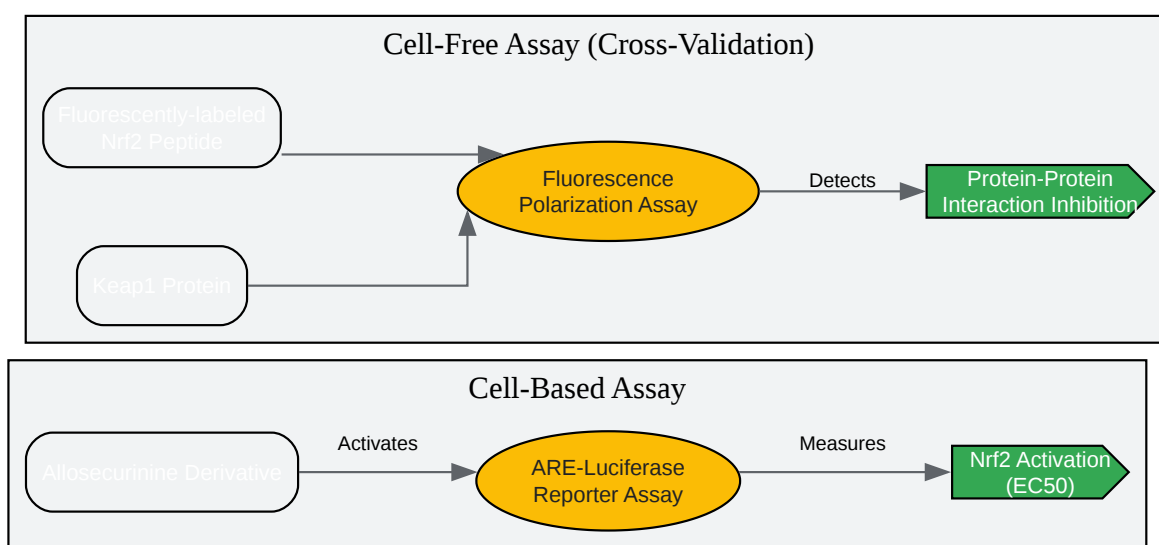 Cell-Free Assay (Cross-Validation)
Fluorescently-labeled
Nrf2 Peptide
Fluorescence
Polarization Assay
Detects
Protein-Protein
Interaction Inhibition
Keap1 Protein
Cell-Based Assay
Allosecurinine Derivative
Activates
ARE-Luciferase
Reporter Assay
Measures
Nrf2 Activation
(EC50)